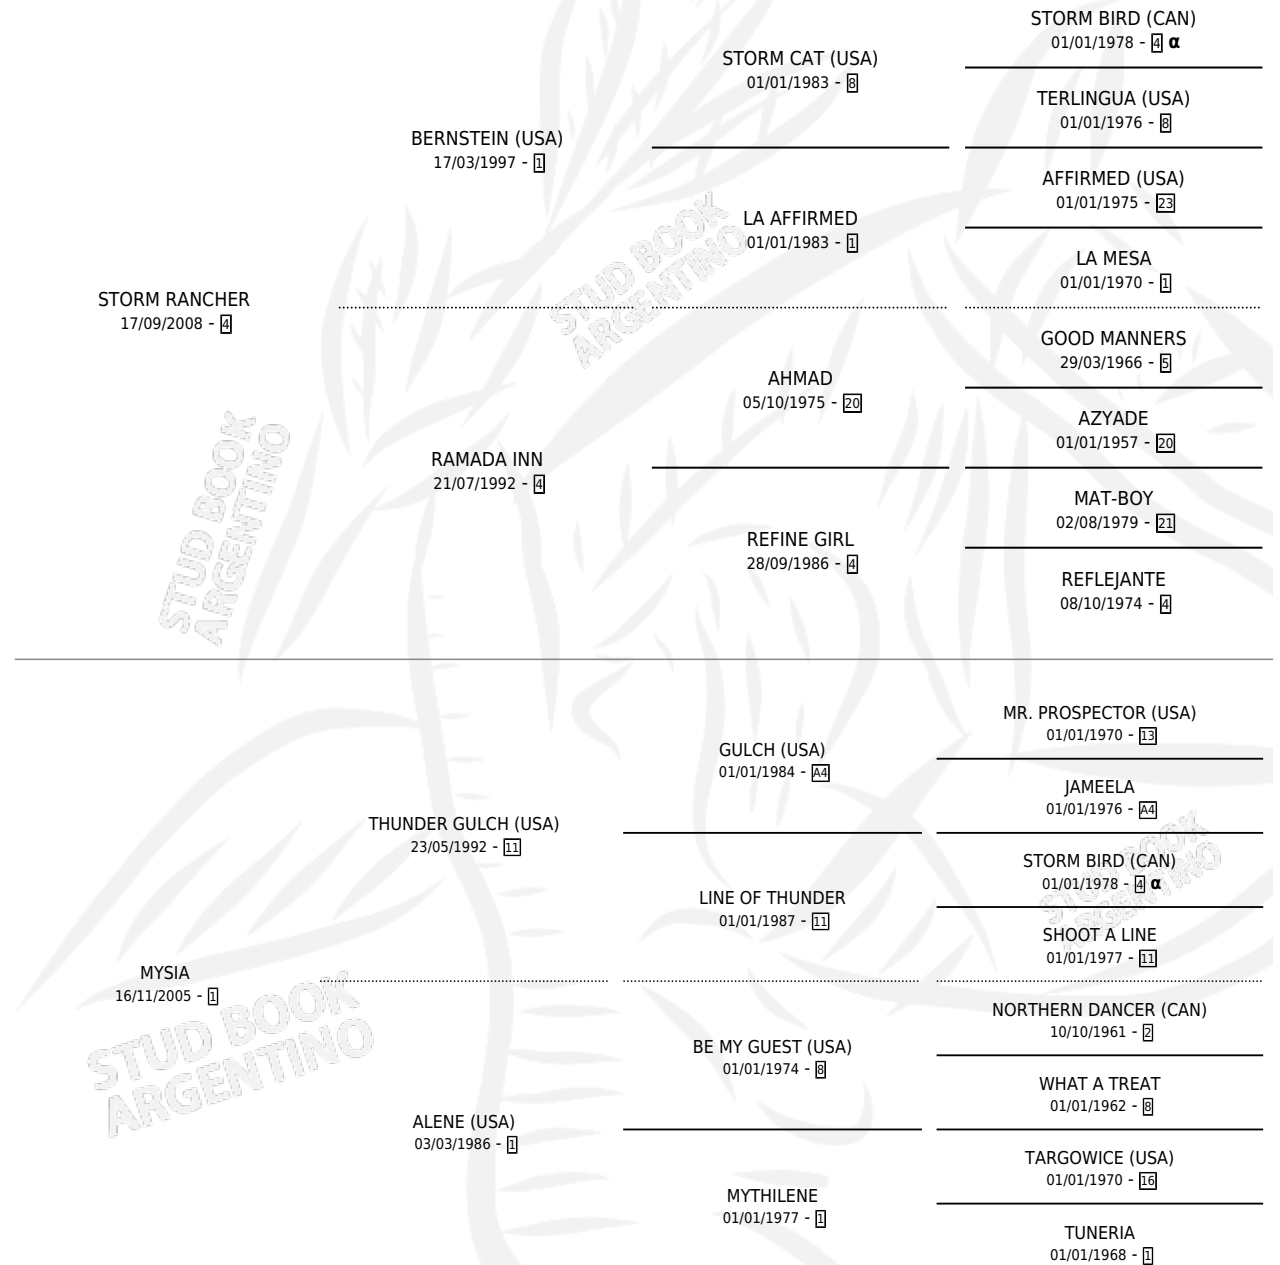 STORM BIRD (CAN)
01/01/1978 - 4 α
STORM CAT (USA)
01/01/1983 - 8
TERLINGUA (USA)
01/01/1976 - 8
BERNSTEIN (USA)
17/03/1997 - 1
AFFIRMED (USA)
01/01/1975 - 23
LA AFFIRMED
01/01/1983 - 1
LA MESA
01/01/1970 - 1
STORM RANCHER
17/09/2008 - 4
GOOD MANNERS
29/03/1966 - 5
AHMAD
05/10/1975 - 20
AZYADE
01/01/1957 - 20
RAMADA INN
21/07/1992 - 4
MAT-BOY
02/08/1979 - 21
REFINE GIRL
28/09/1986 - 4
REFLEJANTE
08/10/1974 - 4
STUD BOOK
ARGENTINO
STUD BOOK
ARGENTINO
MR. PROSPECTOR (USA)
01/01/1970 - 13
GULCH (USA)
01/01/1984 - A4
JAMEELA
01/01/1976 - A4
THUNDER GULCH (USA)
23/05/1992 - 11
STORM BIRD (CAN)
01/01/1978 - 4 α
LINE OF THUNDER
01/01/1987 - 11
SHOOT A LINE
01/01/1977 - 11
STUD BOOK
ARGENTINO
MYSIA
16/11/2005 - 1
NORTHERN DANCER (CAN)
10/10/1961 - 2
BE MY GUEST (USA)
01/01/1974 - 8
WHAT A TREAT
01/01/1962 - 8
ALENE (USA)
03/03/1986 - 1
TARGOWICE (USA)
01/01/1970 - 16
MYTHILENE
01/01/1977 - 1
TUNERIA
01/01/1968 - 1
STUD BOOK
ARGENTINO